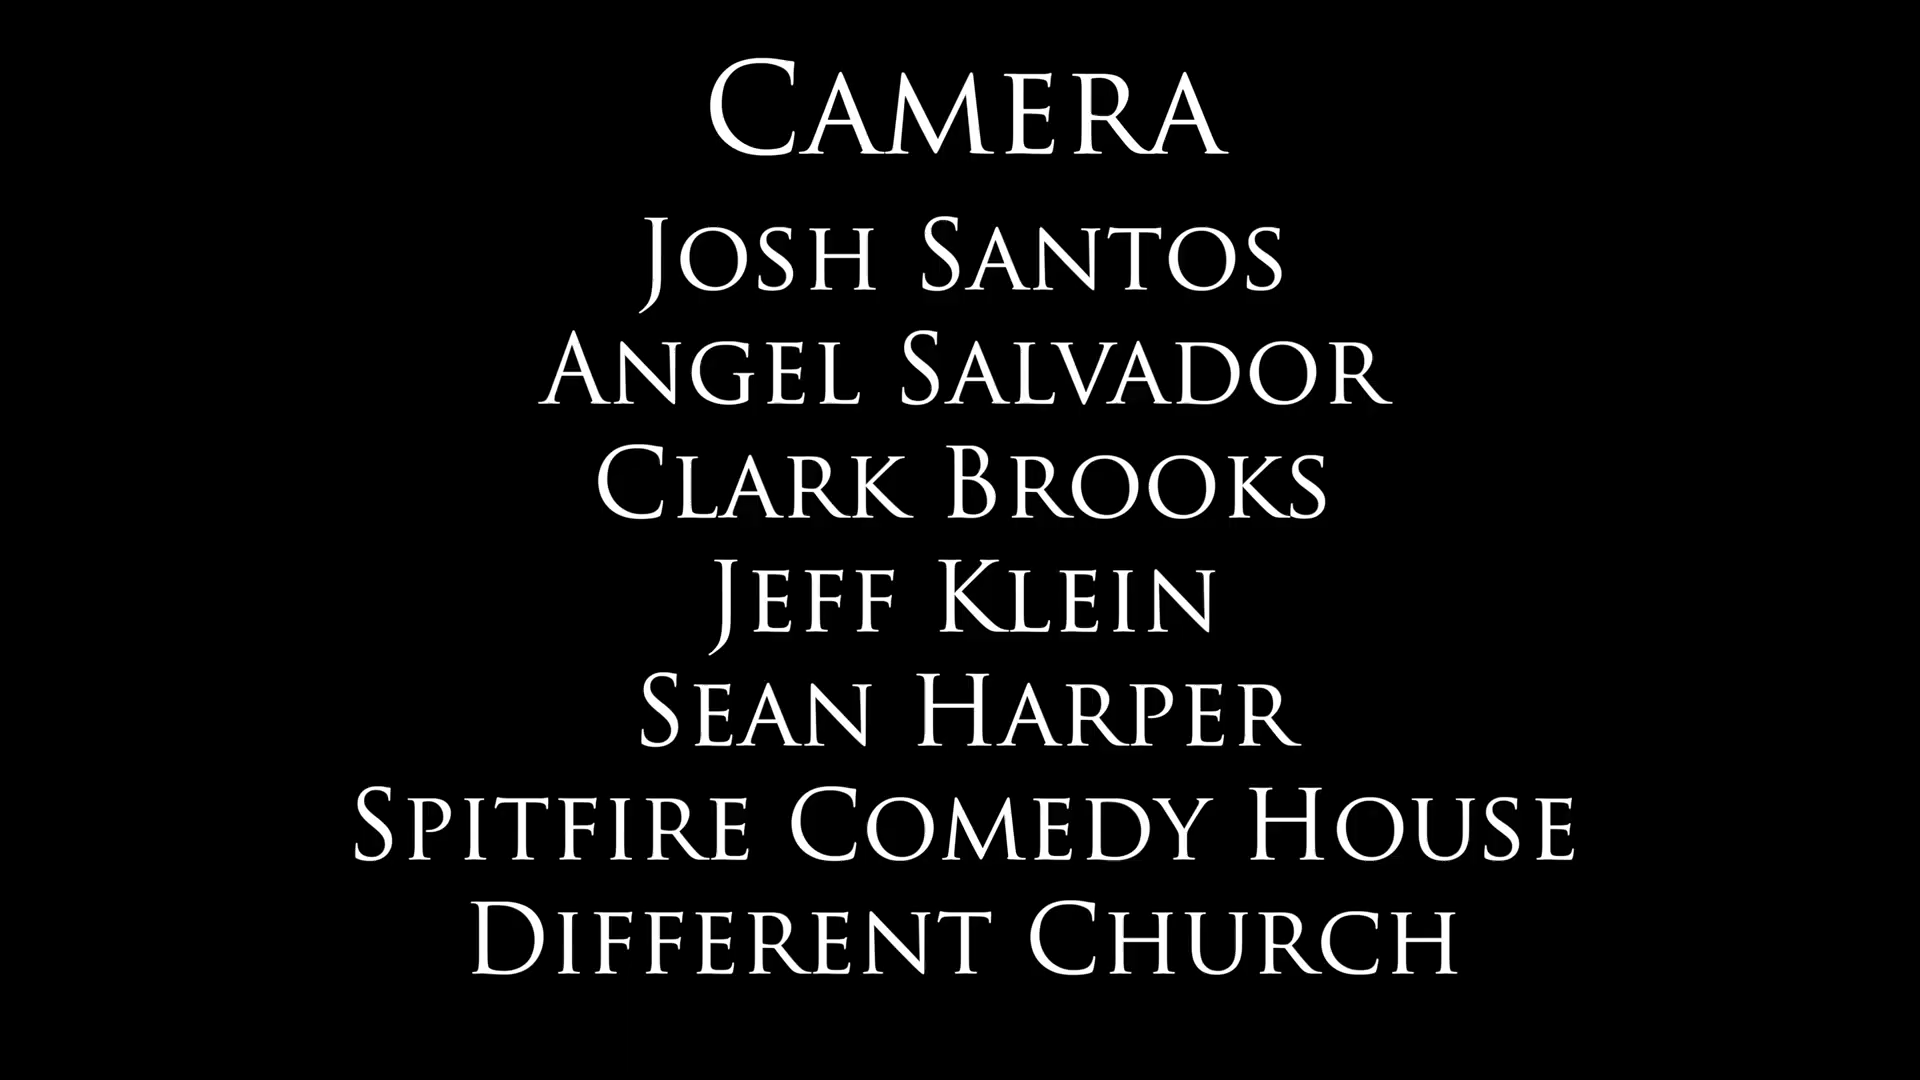 Camera
Josh Santos
Angel Salvador
Clark Brooks
Jeff Klein
Sean Harper
Spitfire Comedy House
Different Church